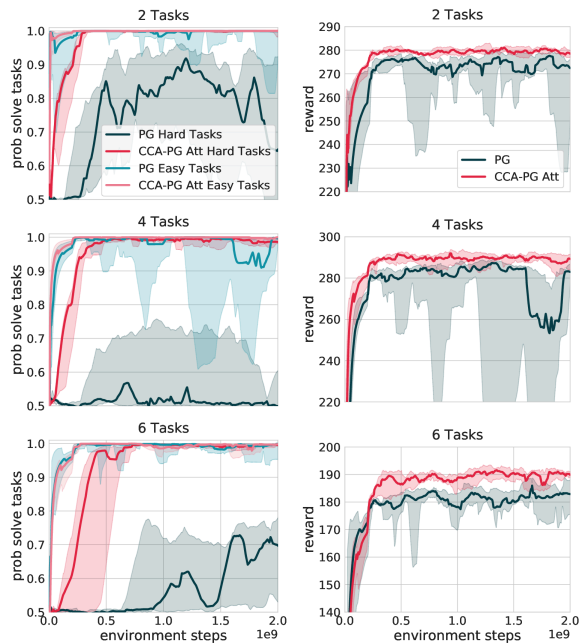 2 Tasks
prob solve tasks
1.0
0.9
0.8
0.7
0.6
0.5
PG Hard Tasks
CCA-PG Att Hard Tasks
PG Easy Tasks
CCA-PG Att Easy Tasks
2 Tasks
reward
290
280
270
260
250
240
230
220
PG
CCA-PG Att
4 Tasks
prob solve tasks
1.0
0.9
0.8
0.7
0.6
0.5
4 Tasks
reward
300
280
260
240
220
6 Tasks
prob solve tasks
1.0
0.9
0.8
0.7
0.6
0.5
0.0 0.5 1.0 1.5 2.0
environment steps 1e9
6 Tasks
reward
200
190
180
170
160
150
140
0.0 0.5 1.0 1.5 2.0
environment steps 1e9